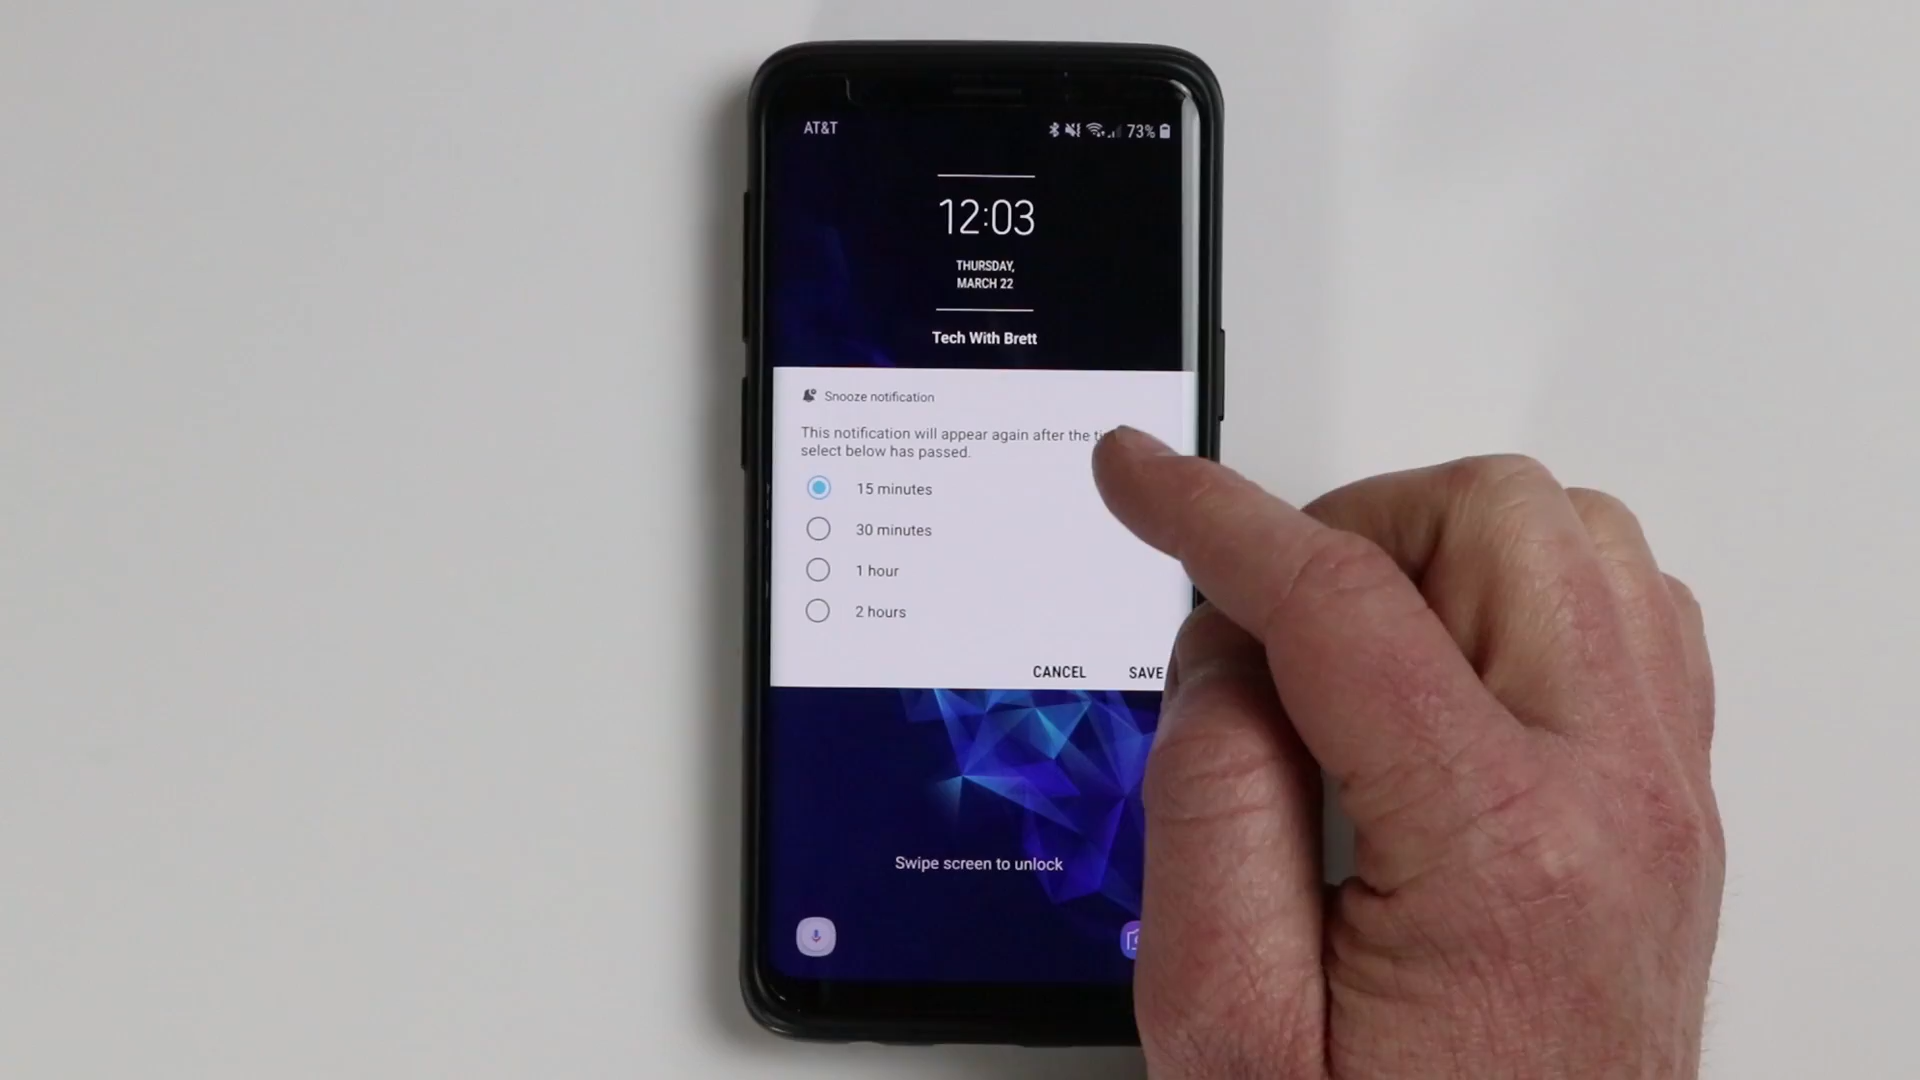 AT&T
73%
12:03
THURSDAY,
MARCH 22
Tech With Brett
Snooze notification
This notification will appear again after the
select below has passed.
15 minutes
30 minutes
1 hour
2 hours
CANCEL SAVE
Swipe screen to unlock